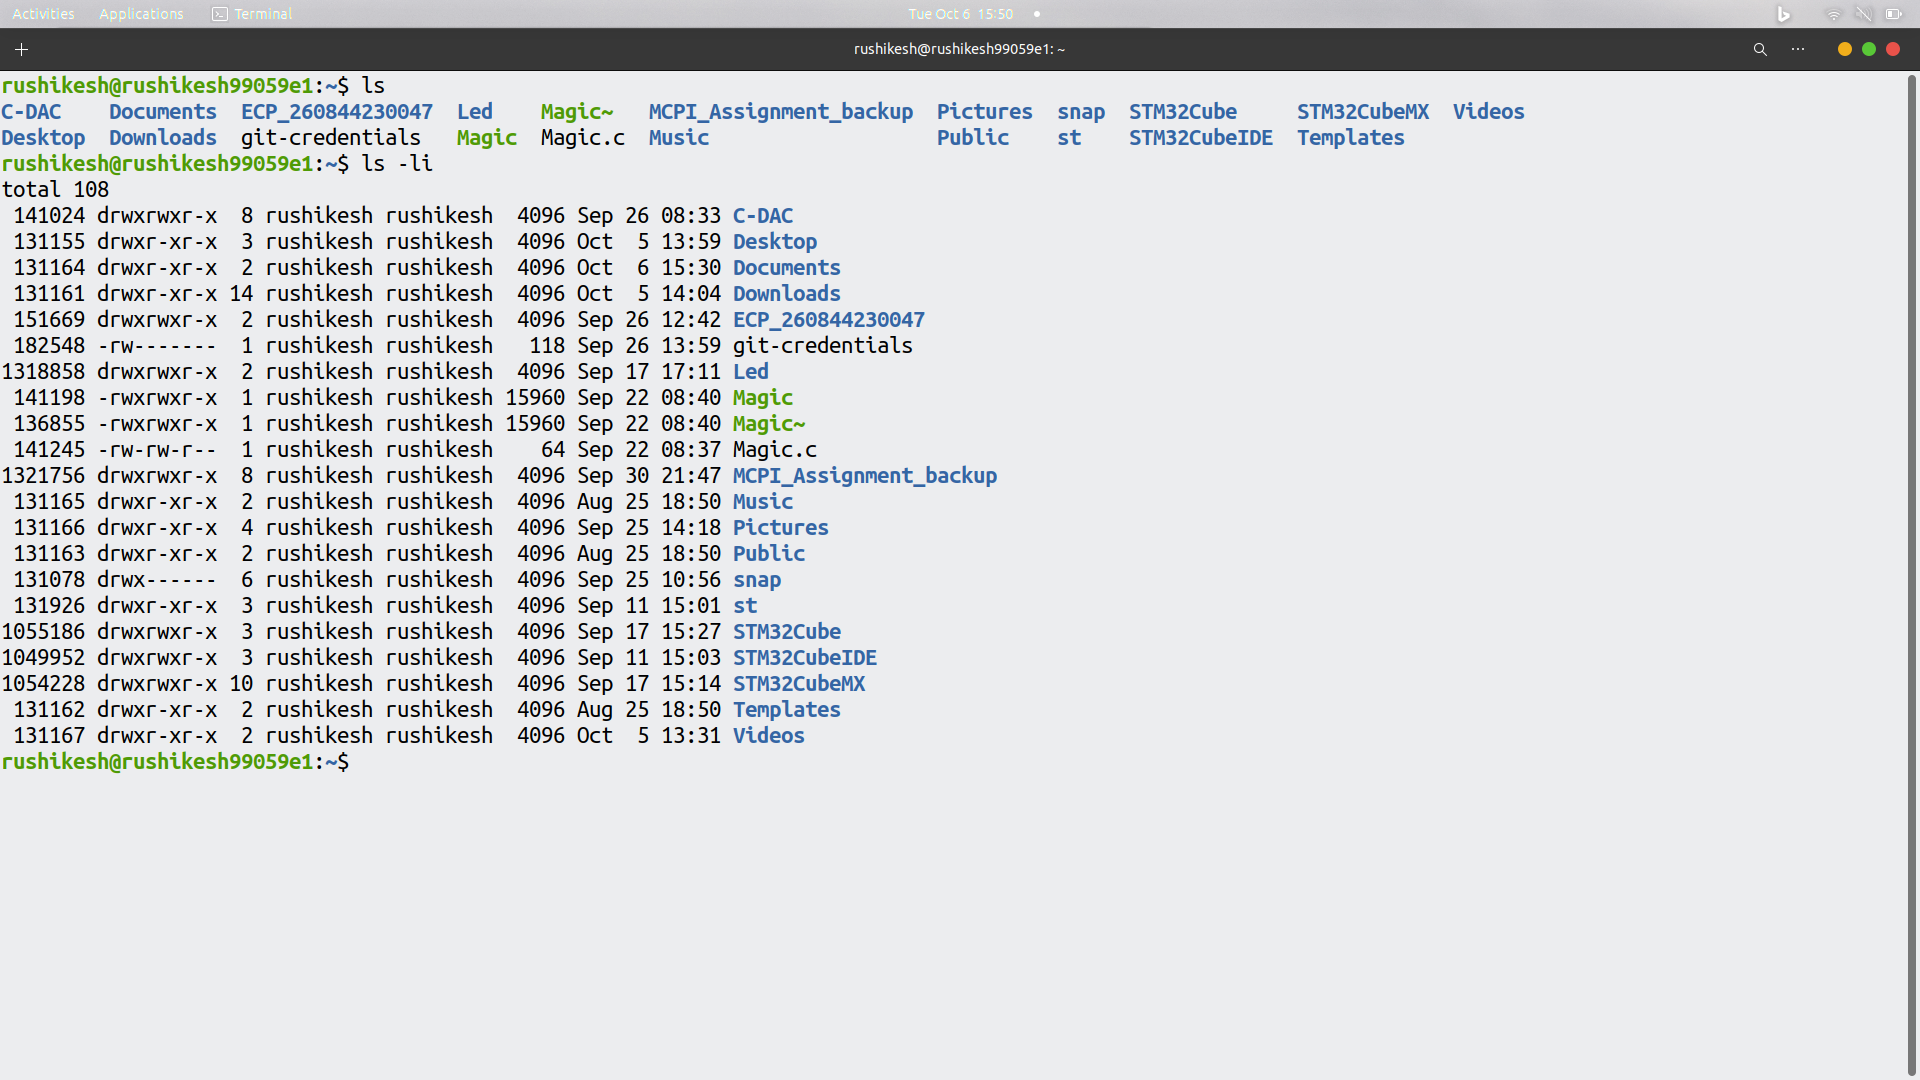 Activities Applications Terminal Tue Oct 6 15:50
rushikesh@rushikesh99059e1: ~
rushikesh@rushikesh99059e1:~$ ls
C-DAC Documents ECP_260844230047 Led Magic~ MCPI_Assignment_backup Pictures snap STM32Cube STM32CubeMX Videos
Desktop Downloads git-credentials Magic Magic.c Music Public st STM32CubeIDE Templates
rushikesh@rushikesh99059e1:~$ ls -li
total 108
141024 drwxrwxr-x 8 rushikesh rushikesh 4096 Sep 26 08:33 C-DAC
131155 drwxr-xr-x 3 rushikesh rushikesh 4096 Oct 5 13:59 Desktop
131164 drwxr-xr-x 2 rushikesh rushikesh 4096 Oct 6 15:30 Documents
131161 drwxr-xr-x 14 rushikesh rushikesh 4096 Oct 5 14:04 Downloads
151669 drwxrwxr-x 2 rushikesh rushikesh 4096 Sep 26 12:42 ECP_260844230047
182548 -rw------- 1 rushikesh rushikesh 118 Sep 26 13:59 git-credentials
1318858 drwxrwxr-x 2 rushikesh rushikesh 4096 Sep 17 17:11 Led
141198 -rwxrwxr-x 1 rushikesh rushikesh 15960 Sep 22 08:40 Magic
136855 -rwxrwxr-x 1 rushikesh rushikesh 15960 Sep 22 08:40 Magic~
141245 -rw-rw-r-- 1 rushikesh rushikesh 64 Sep 22 08:37 Magic.c
1321756 drwxrwxr-x 8 rushikesh rushikesh 4096 Sep 30 21:47 MCPI_Assignment_backup
131165 drwxr-xr-x 2 rushikesh rushikesh 4096 Aug 25 18:50 Music
131166 drwxr-xr-x 4 rushikesh rushikesh 4096 Sep 25 14:18 Pictures
131163 drwxr-xr-x 2 rushikesh rushikesh 4096 Aug 25 18:50 Public
131078 drwx------ 6 rushikesh rushikesh 4096 Sep 25 10:56 snap
131926 drwxr-xr-x 3 rushikesh rushikesh 4096 Sep 11 15:01 st
1055186 drwxrwxr-x 3 rushikesh rushikesh 4096 Sep 17 15:27 STM32Cube
1049952 drwxrwxr-x 3 rushikesh rushikesh 4096 Sep 11 15:03 STM32CubeIDE
1054228 drwxrwxr-x 10 rushikesh rushikesh 4096 Sep 17 15:14 STM32CubeMX
131162 drwxr-xr-x 2 rushikesh rushikesh 4096 Aug 25 18:50 Templates
131167 drwxr-xr-x 2 rushikesh rushikesh 4096 Oct 5 13:31 Videos
rushikesh@rushikesh99059e1:~$